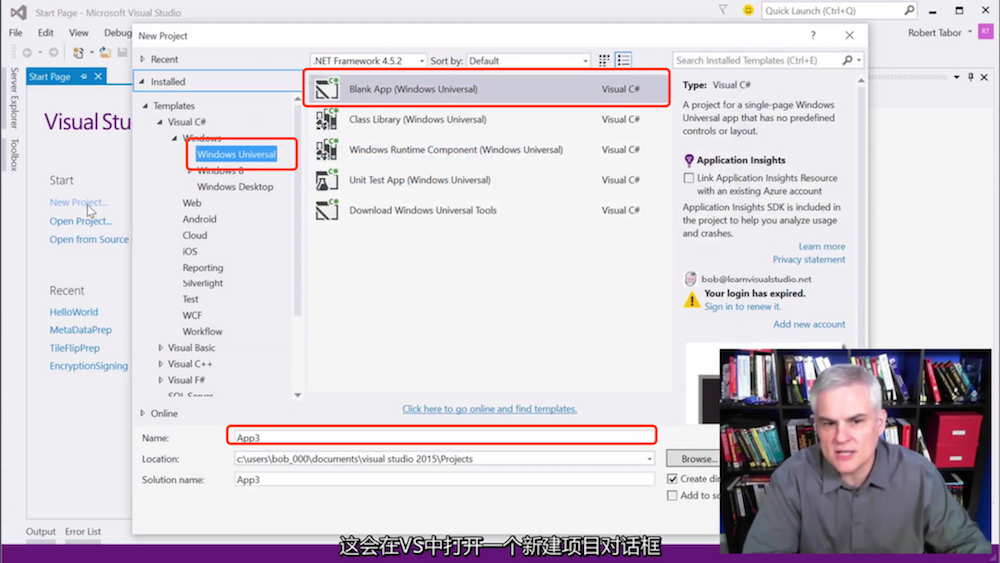 Start Page - Microsoft Visual Studio
Quick Launch (Ctrl+Q)
File Edit View Debug
Robert Tabor
RT
New Project
?
Server Explorer
Toolbox
Start Page
Visual Stu
Start
New Project...
Open Project...
Open from Source
Recent
HelloWorld
MetaDataPrep
TileFlipPrep
EncryptionSigning
Recent
Installed
Templates
Visual C#
Windows
Windows Universal
Windows 8
Windows Desktop
Web
Android
Cloud
iOS
Reporting
Silverlight
Test
WCF
Workflow
Visual Basic
Visual C++
Visual F#
SQL Server
Online
.NET Framework 4.5.2 Sort by: Default
Search Installed Templates (Ctrl+E)
Blank App (Windows Universal) Visual C#
Class Library (Windows Universal) Visual C#
Windows Runtime Component (Windows Universal) Visual C#
Unit Test App (Windows Universal) Visual C#
Download Windows Universal Tools Visual C#
Click here to go online and find templates.
Type: Visual C#
A project for a single-page Windows
Universal app that has no predefined
controls or layout.
Application Insights
Link Application Insights Resource
with an existing Azure account
Application Insights SDK is included
in the project to help you analyze usage
and crashes.
Learn more
Privacy statement
bob@learnvisualstudio.net
Your login has expired.
Sign in to renew it.
Add new account
Name: App3
Location: c:\users\bob_000\documents\visual studio 2015\Projects
Browse...
Solution name: App3
Create dir
Add to so
Output Error List
这会在VS中打开一个新建项目对话框